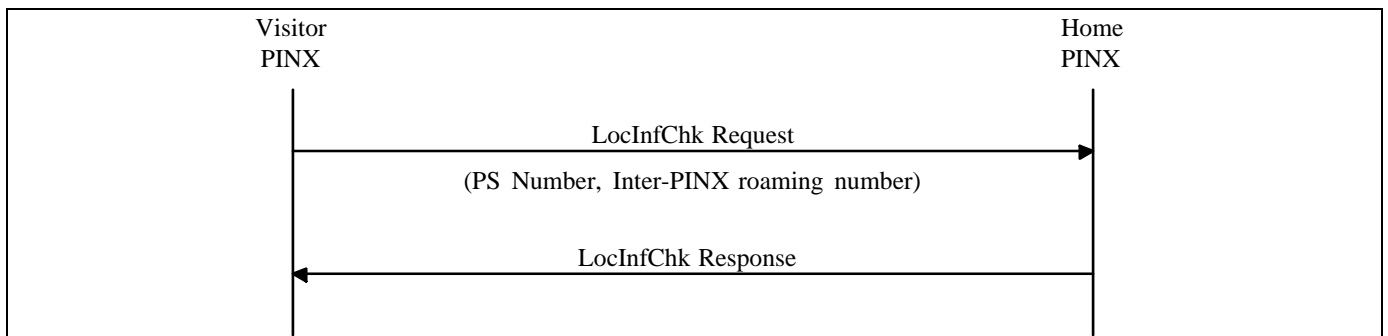 Visitor
PINX
Home
PINX
LocInfChk Request
(PS Number, Inter-PINX roaming number)
LocInfChk Response